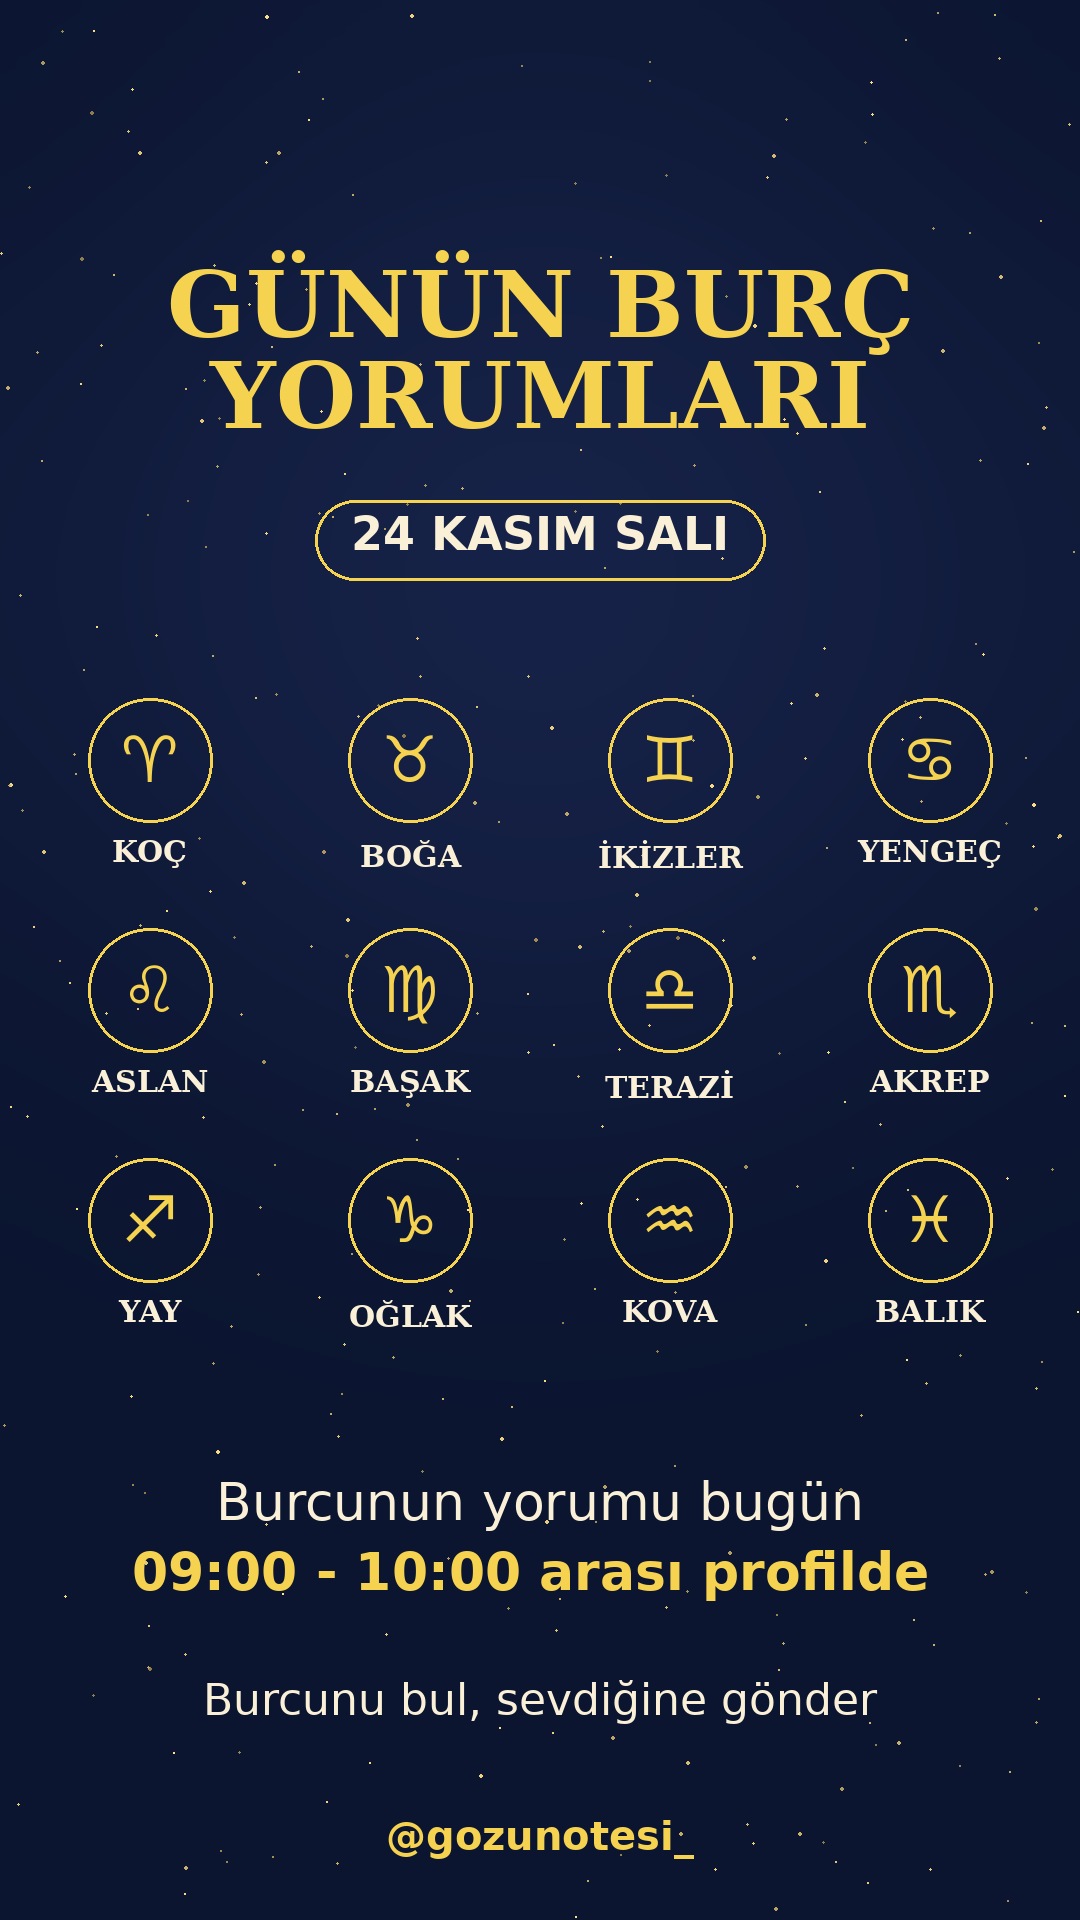 GÜNÜN BURÇ
YORUMLARI
24 KASIM SALI
♈ ♉ ♊ ♋
KOÇ BOĞA İKİZLER YENGEÇ
♌ ♍ ♎ ♏
ASLAN BAŞAK TERAZİ AKREP
♐ ♑ ♒ ♓
YAY OĞLAK KOVA BALIK
Burcunun yorumu bugün
09:00 - 10:00 arası profilde
Burcunu bul, sevdiğine gönder
@gozunotesi_